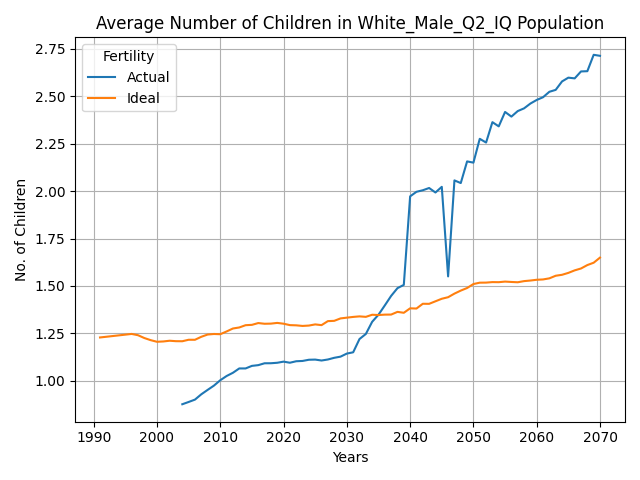 Average Number of Children in White_Male_Q2_IQ Population
Fertility
Actual
Ideal
2.75
2.50
2.25
2.00
1.75
1.50
1.25
1.00
No. of Children
1990 2000 2010 2020 2030 2040 2050 2060 2070
Years